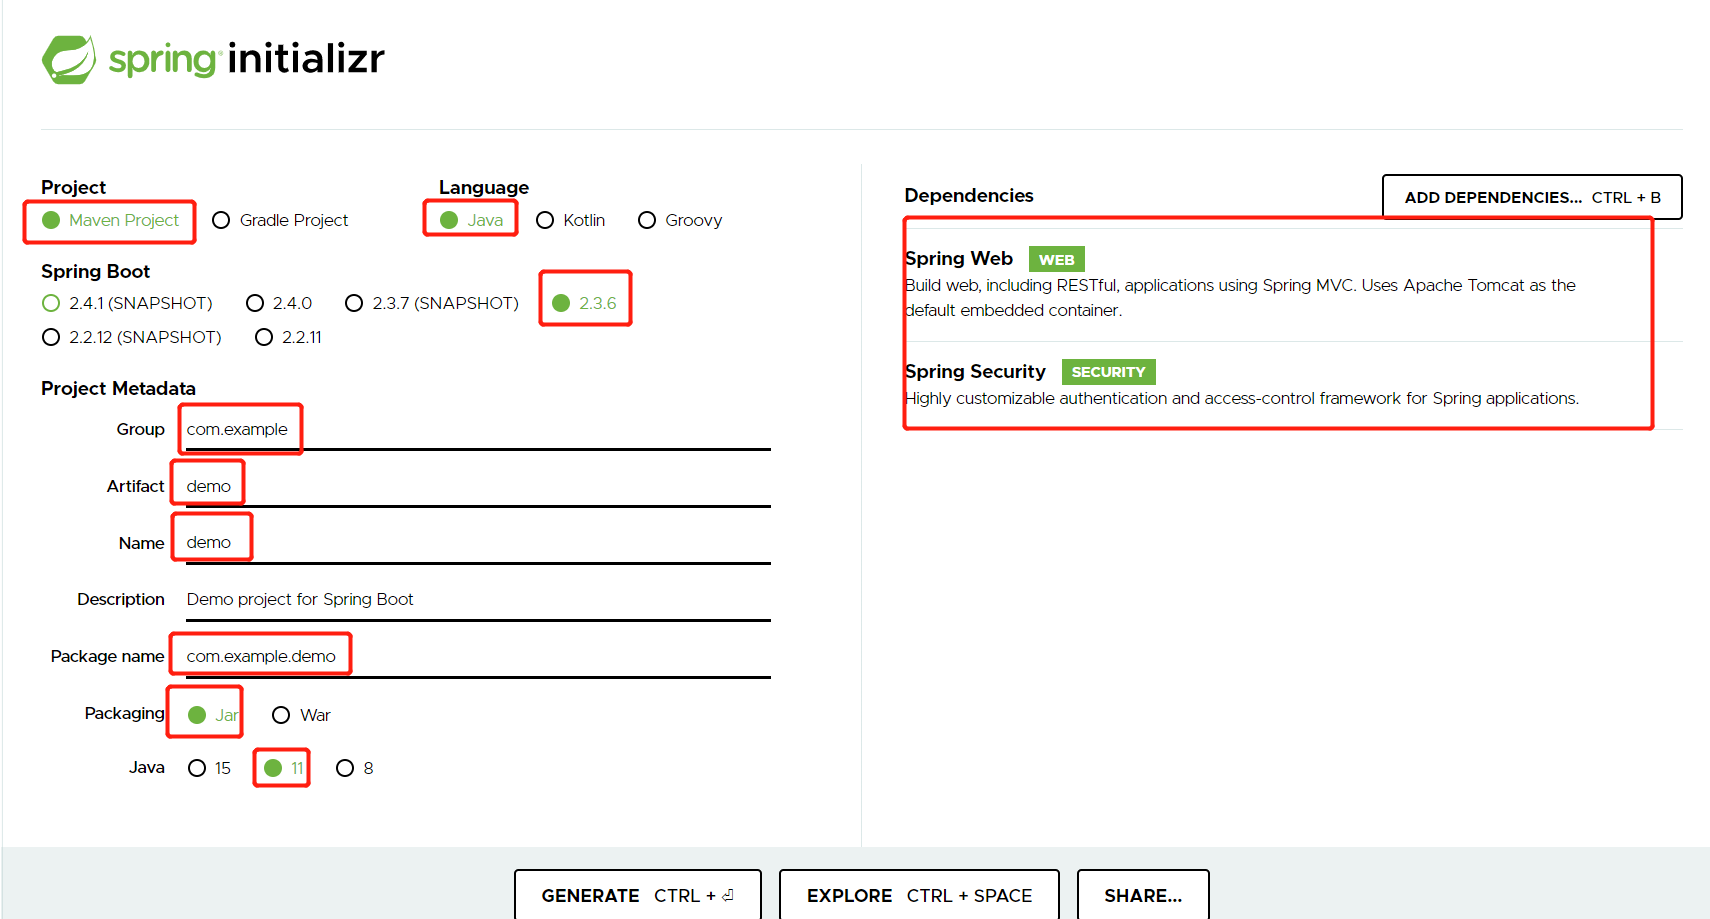 spring initializr
Project
Maven Project Gradle Project
Language
Java Kotlin Groovy
Spring Boot
2.4.1 (SNAPSHOT) 2.4.0 2.3.7 (SNAPSHOT) 2.3.6
2.2.12 (SNAPSHOT) 2.2.11
Project Metadata
Group com.example
Artifact demo
Name demo
Description Demo project for Spring Boot
Package name com.example.demo
Packaging Jar War
Java 15 11 8
Dependencies
ADD DEPENDENCIES... CTRL + B
Spring Web WEB
Build web, including RESTful, applications using Spring MVC. Uses Apache Tomcat as the
default embedded container.
Spring Security SECURITY
Highly customizable authentication and access-control framework for Spring applications.
GENERATE CTRL + ⏎
EXPLORE CTRL + SPACE
SHARE...